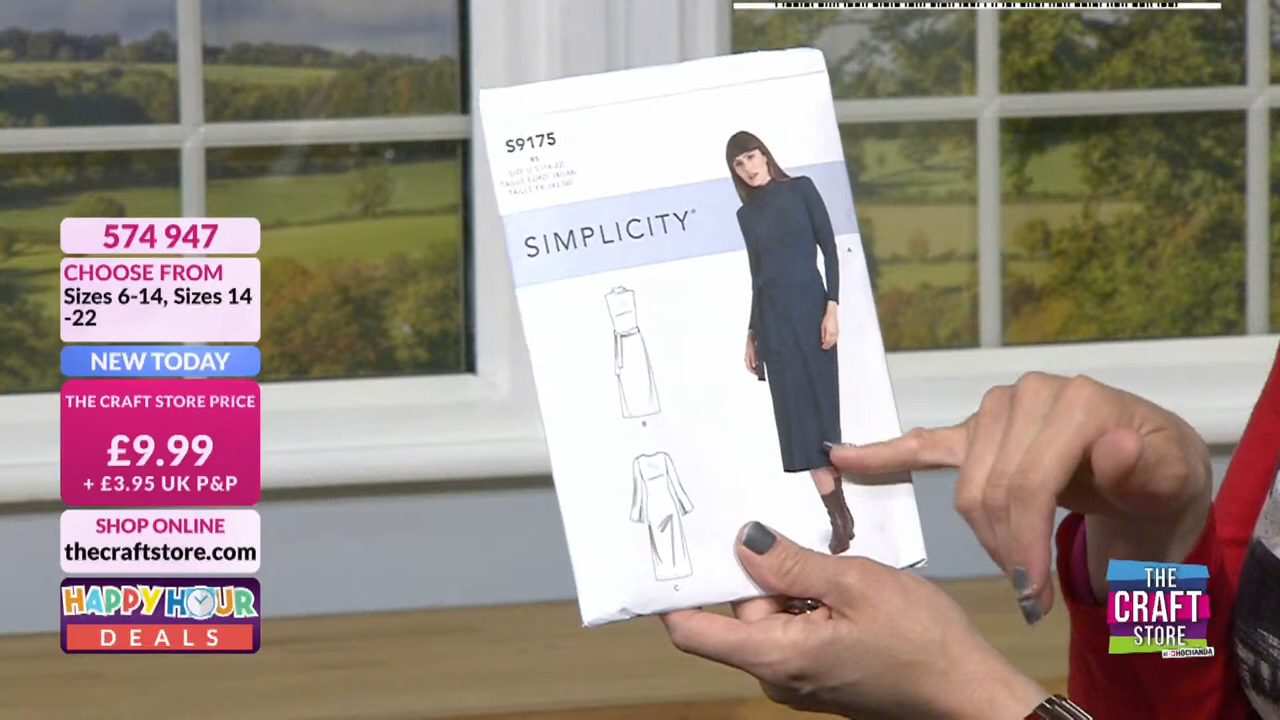 574 947
CHOOSE FROM
Sizes 6-14, Sizes 14
-22
NEW TODAY
THE CRAFT STORE PRICE
£9.99
+ £3.95 UK P&P
SHOP ONLINE
thecraftstore.com
HAPPY HOUR
DEALS
S9175
SIMPLICITY®
A
B
C
THE
CRAFT
STORE
HOCHANDA